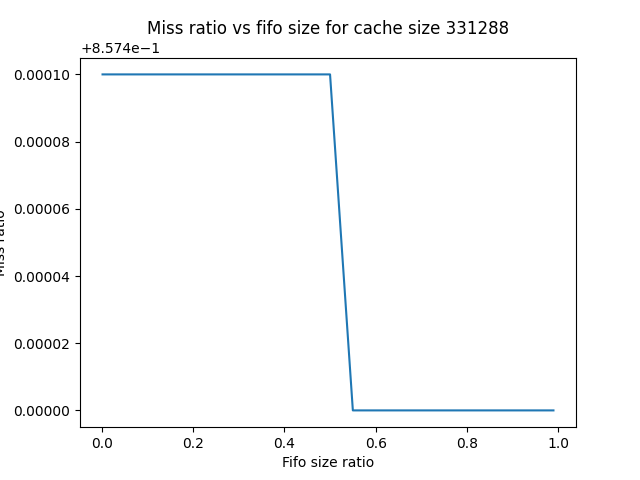 Miss ratio vs fifo size for cache size 331288
+8.574e−1
0.00010
0.00008
0.00006
0.00004
0.00002
0.00000
Miss ratio
0.0 0.2 0.4 0.6 0.8 1.0
Fifo size ratio